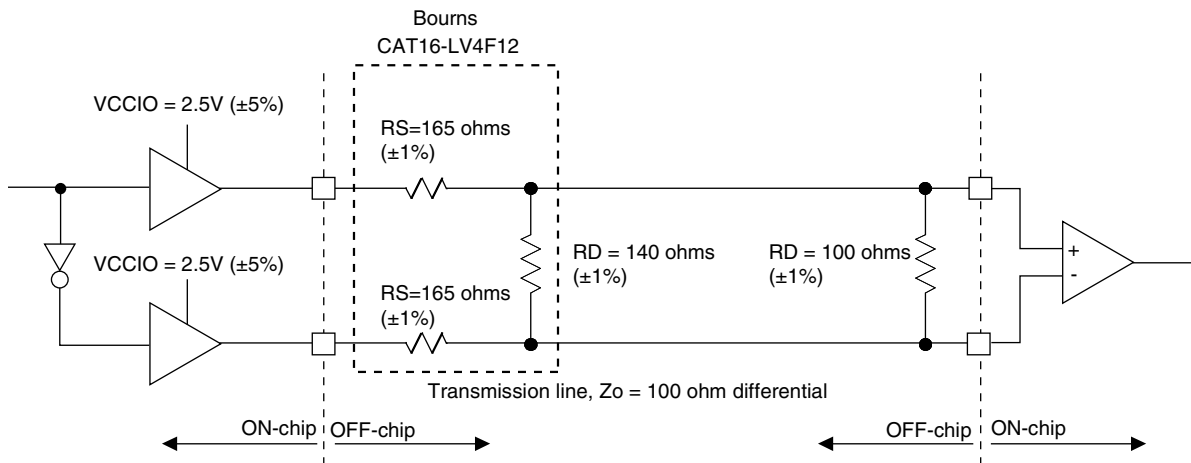 Bourns
CAT16-LV4F12
VCCIO = 2.5V (±5%)
RS=165 ohms
(±1%)
RD = 140 ohms
(±1%)
RD = 100 ohms
(±1%)
+
-
VCCIO = 2.5V (±5%)
RS=165 ohms
(±1%)
Transmission line, Zo = 100 ohm differential
ON-chip
OFF-chip
OFF-chip
ON-chip